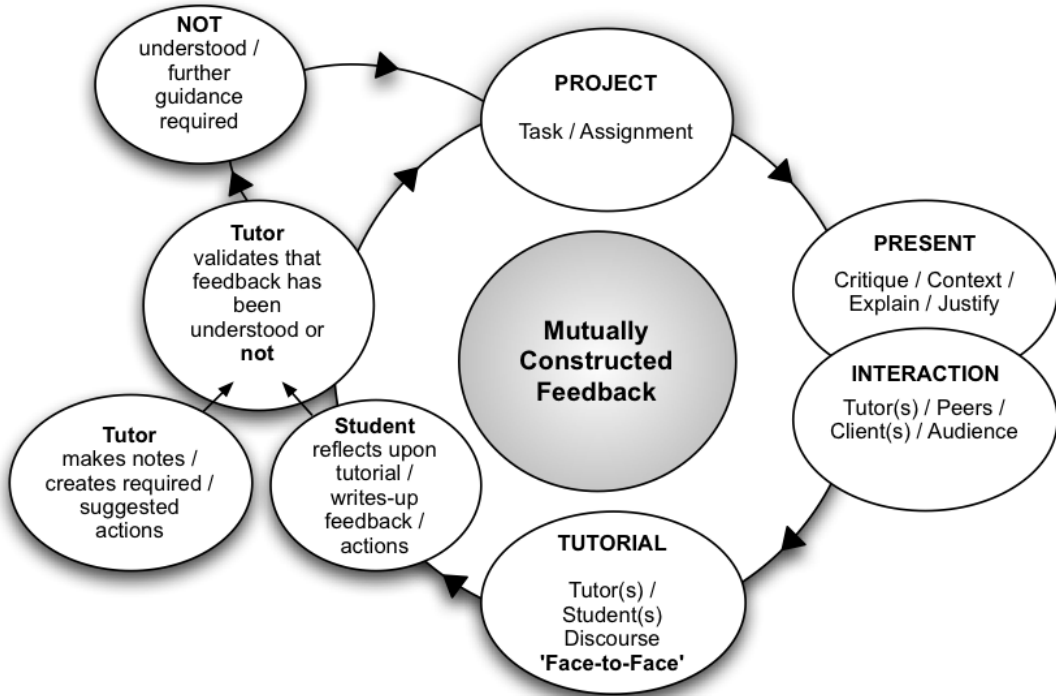 NOT
understood /
further
guidance
required
PROJECT
Task / Assignment
PRESENT
Critique / Context /
Explain / Justify
INTERACTION
Tutor(s) / Peers /
Client(s) / Audience
TUTORIAL
Tutor(s) /
Student(s)
Discourse
'Face-to-Face'
Student
reflects upon
tutorial /
writes-up
feedback /
actions
Tutor
makes notes /
creates required /
suggested
actions
Tutor
validates that
feedback has
been
understood or
not
Mutually
Constructed
Feedback